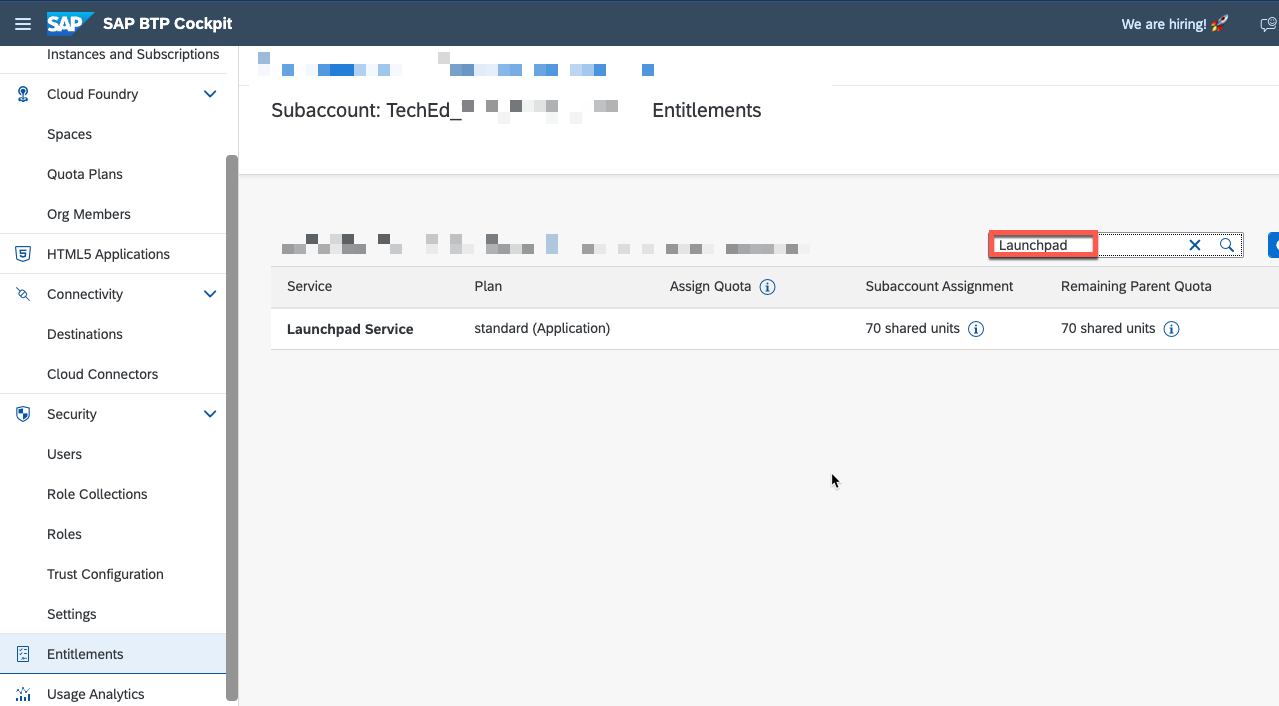 SAP SAP BTP Cockpit We are hiring! 🚀
Instances and Subscriptions
Cloud Foundry
Spaces
Quota Plans
Org Members
HTML5 Applications
Connectivity
Destinations
Cloud Connectors
Security
Users
Role Collections
Roles
Trust Configuration
Settings
Entitlements
Usage Analytics
Subaccount: TechEd_ Entitlements
Launchpad
Service Plan Assign Quota Subaccount Assignment Remaining Parent Quota
Launchpad Service standard (Application) 70 shared units 70 shared units